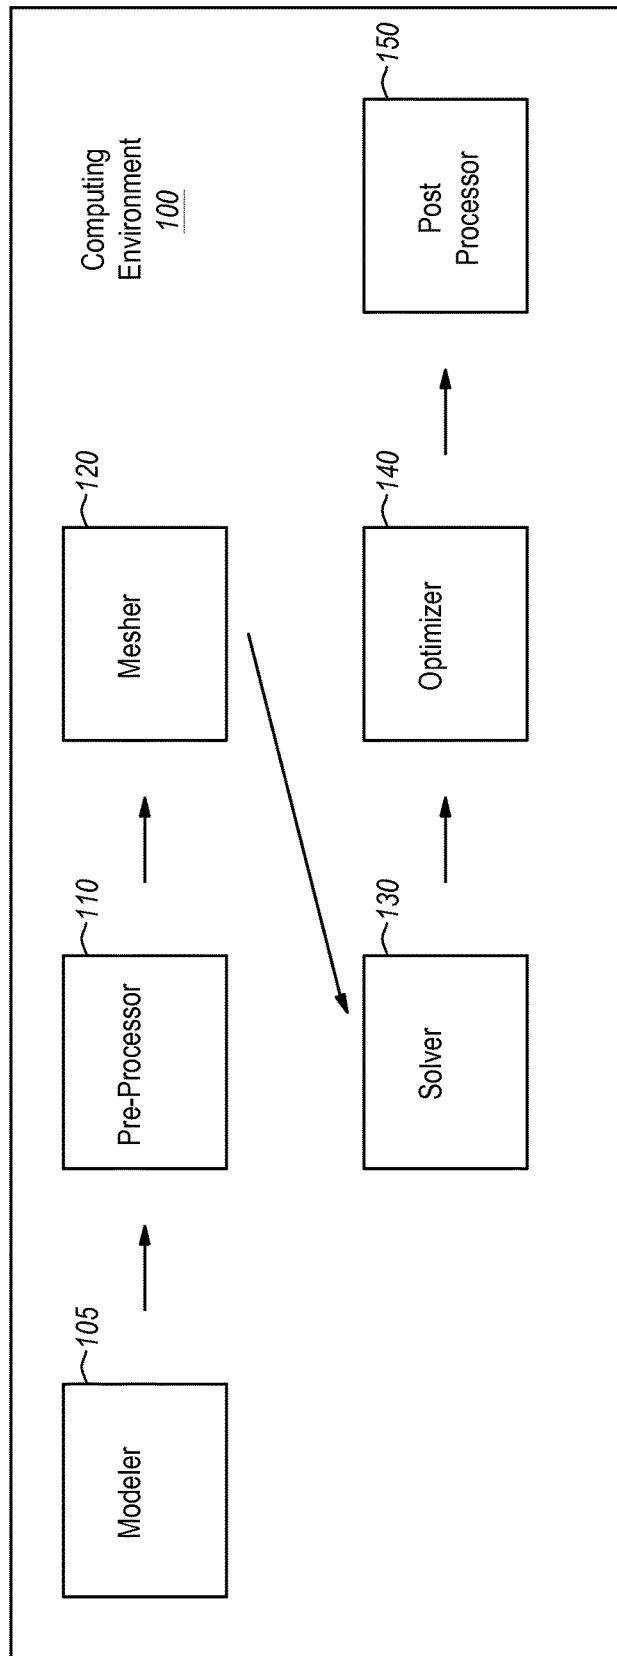 Computing
Environment
100
105
Modeler
110
Pre-Processor
120
Mesher
130
Solver
140
Optimizer
150
Post
Processor